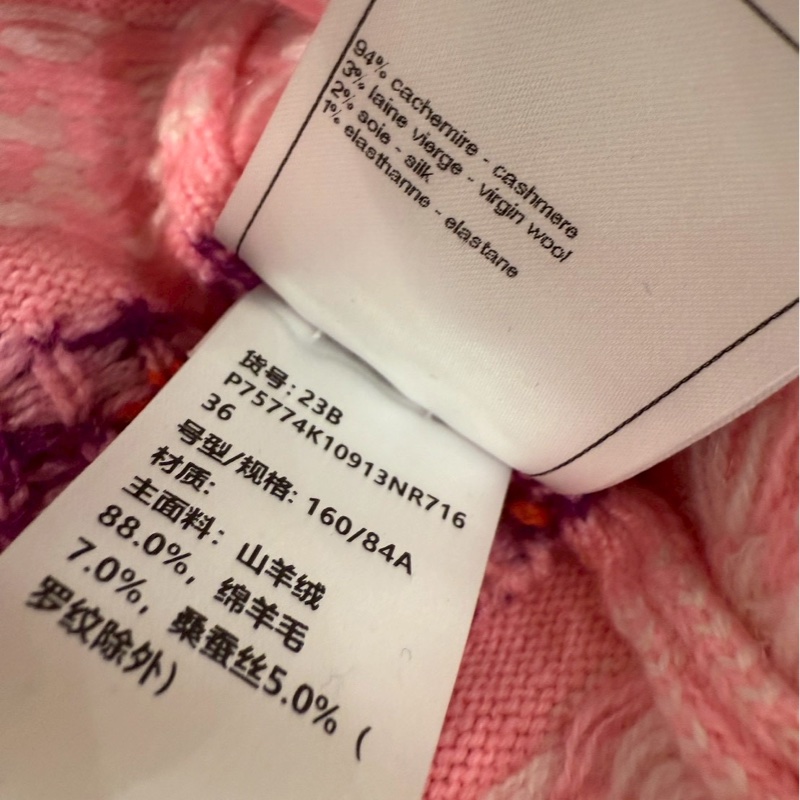 94% cachemire - cashmere
3% laine vierge - virgin wool
2% soie - silk
1% elasthanne - elastane
货号: 23B
P75774K10913NR716
36
号型/规格: 160/84A
材质:
主面料: 山羊绒
88.0%, 绵羊毛
7.0%, 桑蚕丝5.0% (
罗纹除外)